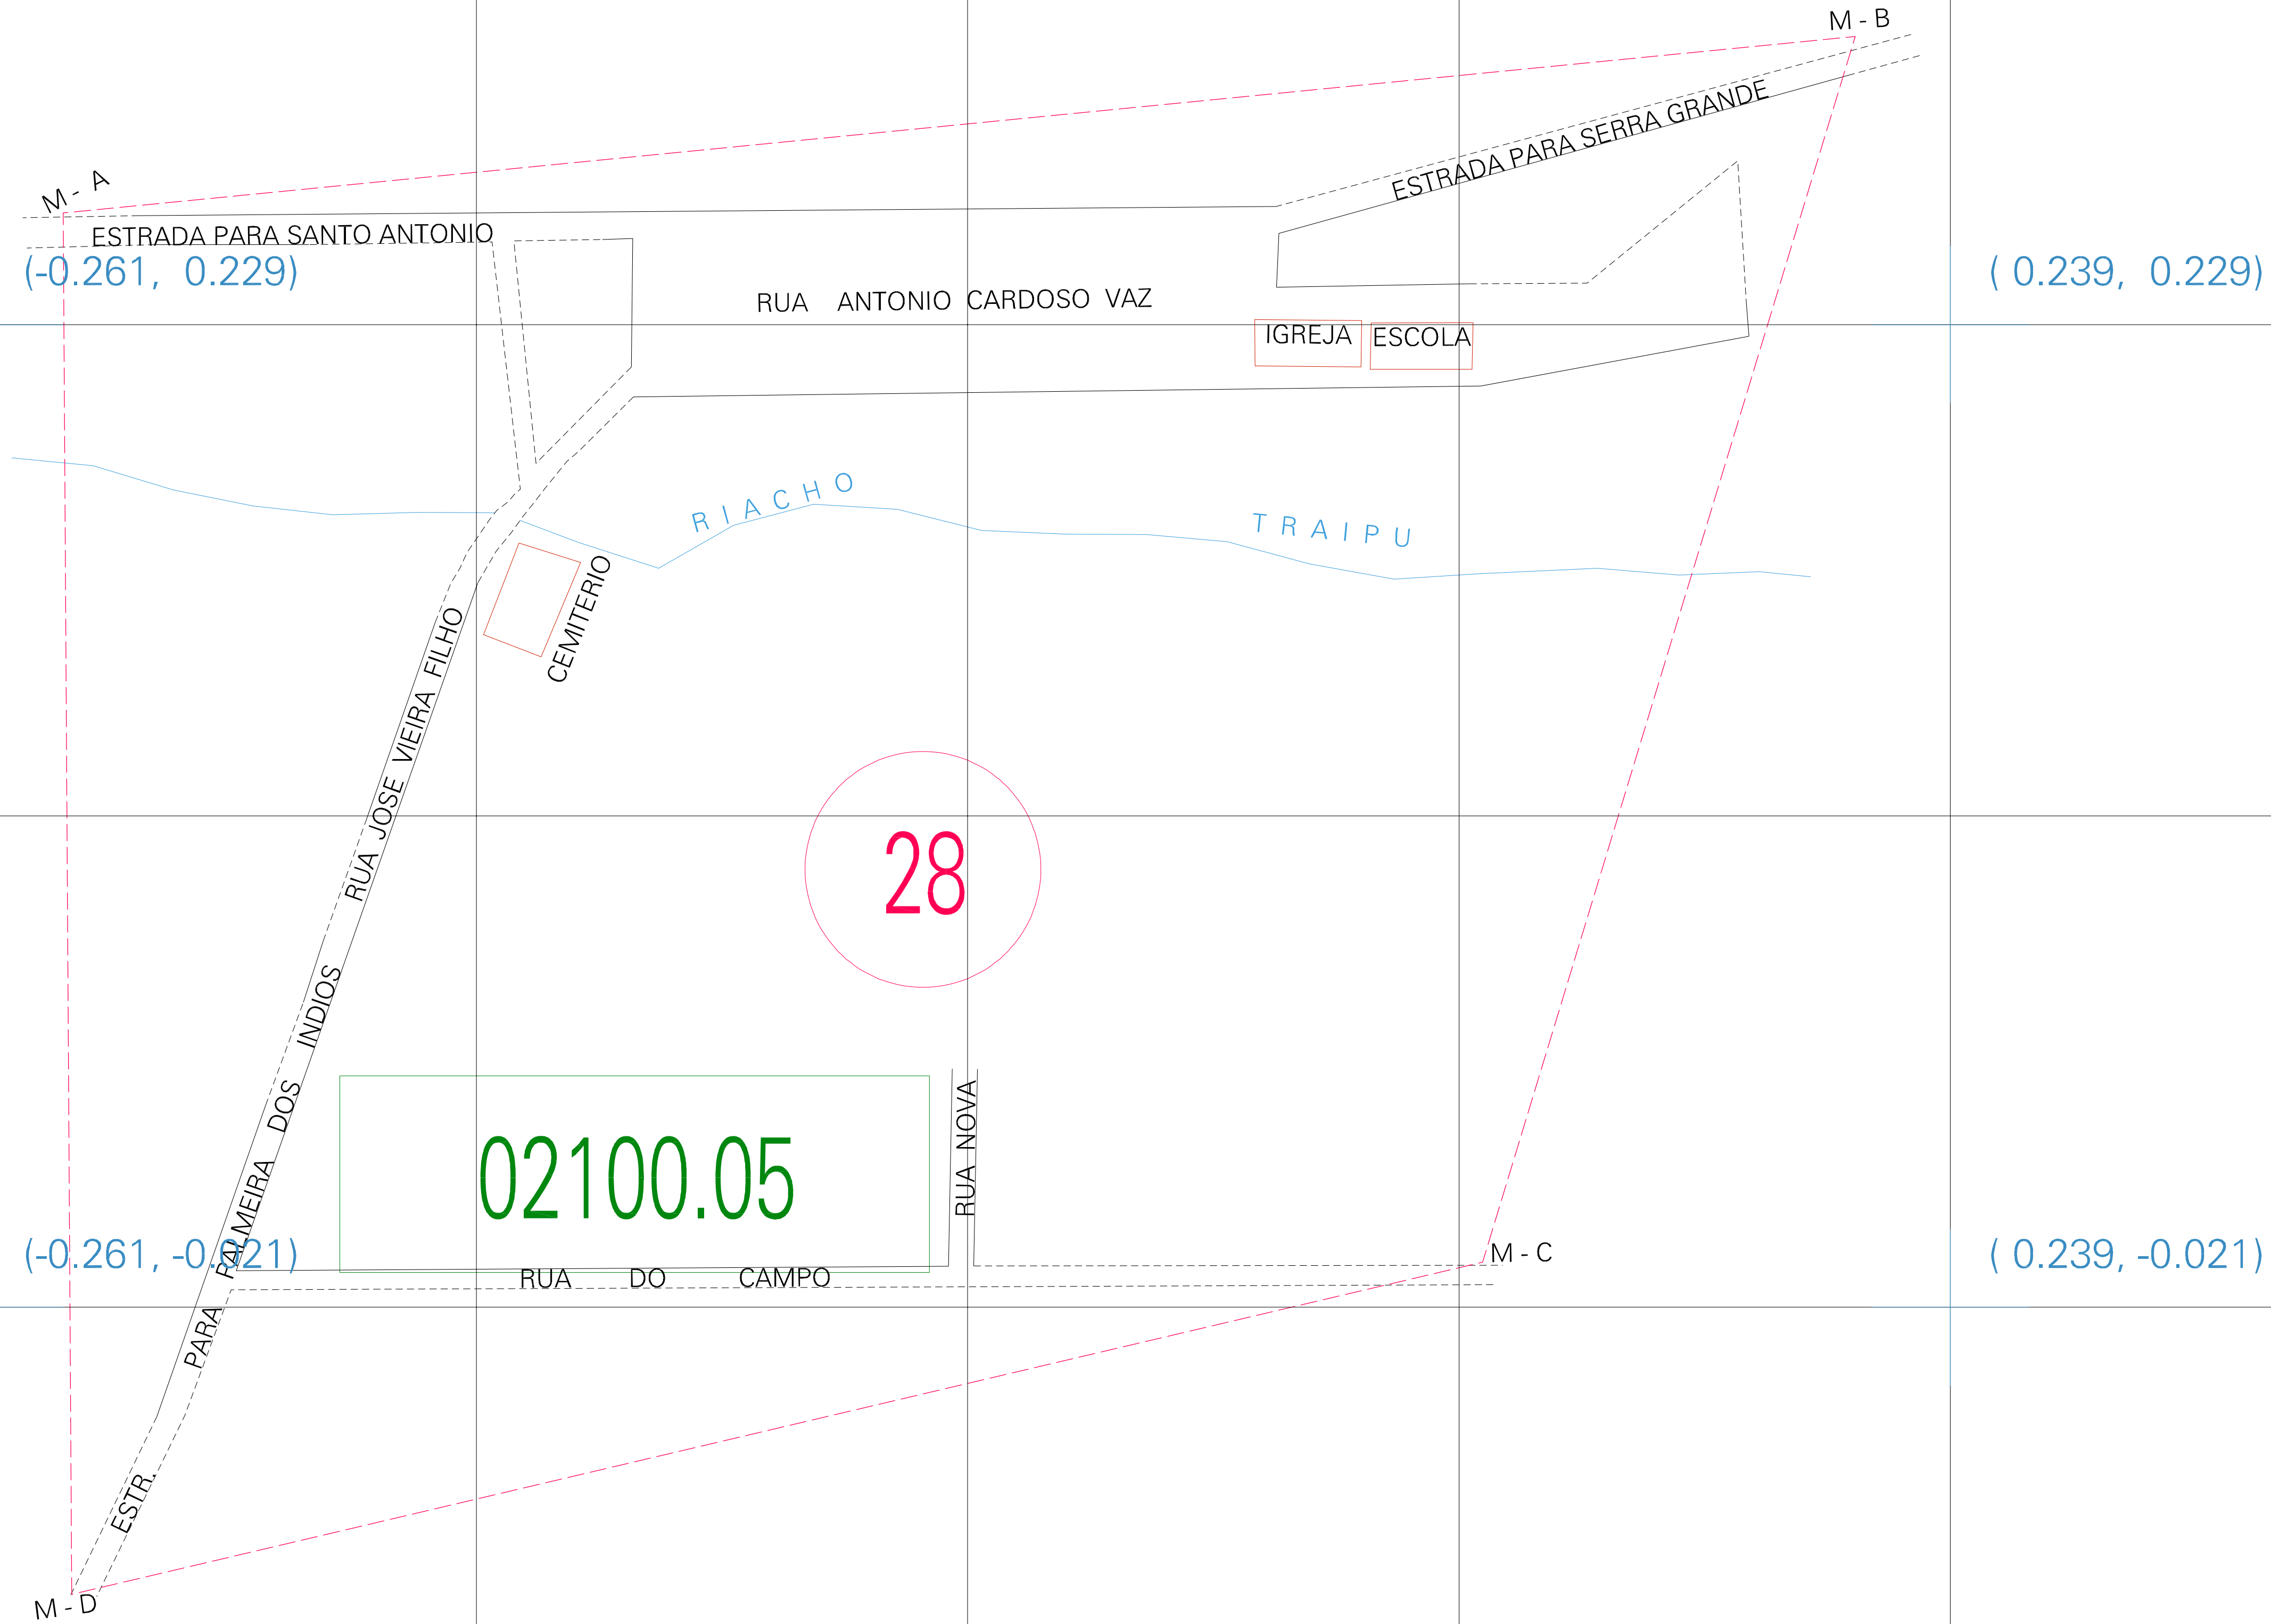 M - B
M - A
ESTRADA PARA SERRA GRANDE
ESTRADA PARA SANTO ANTONIO
(-0.261, 0.229)
( 0.239, 0.229)
RUA ANTONIO CARDOSO VAZ
IGREJA
ESCOLA
RIACHO TRAIPU
CEMITERIO
RUA JOSE VIEIRA FILHO
28
ESTR. PARA PALMEIRA DOS INDIOS
02100.05
RUA NOVA
(-0.261, -0.021)
( 0.239, -0.021)
M - C
RUA DO CAMPO
M - D